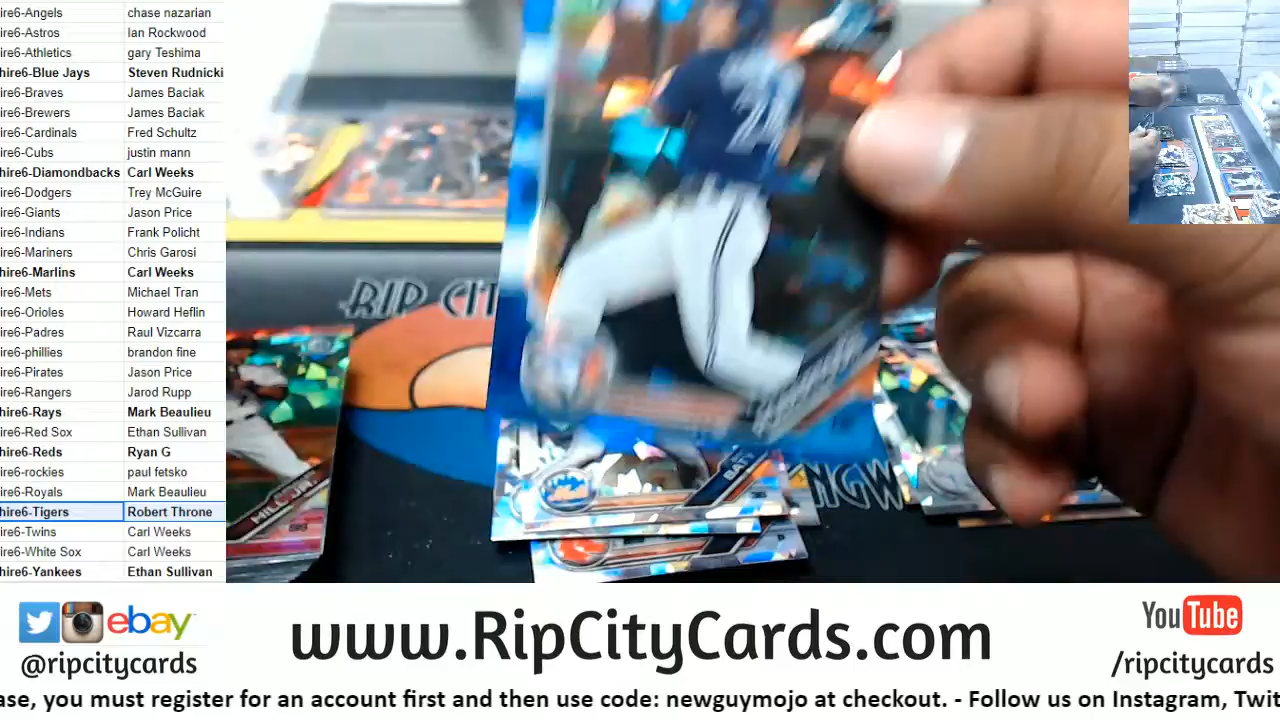 ire6-Angels chase nazarian
ire6-Astros Ian Rockwood
ire6-Athletics gary Teshima
hire6-Blue Jays Steven Rudnicki
ire6-Braves James Baciak
ire6-Brewers James Baciak
ire6-Cardinals Fred Schultz
ire6-Cubs justin mann
hire6-Diamondbacks Carl Weeks
ire6-Dodgers Trey McGuire
ire6-Giants Jason Price
ire6-Indians Frank Policht
ire6-Mariners Chris Garosi
hire6-Marlins Carl Weeks
ire6-Mets Michael Tran
ire6-Orioles Howard Heflin
ire6-Padres Raul Vizcarra
ire6-phillies brandon fine
ire6-Pirates Jason Price
ire6-Rangers Jarod Rupp
hire6-Rays Mark Beaulieu
ire6-Red Sox Ethan Sullivan
hire6-Reds Ryan G
ire6-rockies paul fetsko
ire6-Royals Mark Beaulieu
hire6-Tigers Robert Throne
ire6-Twins Carl Weeks
ire6-White Sox Carl Weeks
hire6-Yankees Ethan Sullivan
RIP CIT
24
BAT
NGW
ebay
@ripcitycards
www.RipCityCards.com
YouTube
/ripcitycards
ase, you must register for an account first and then use code: newguymojo at checkout. - Follow us on Instagram, Twit